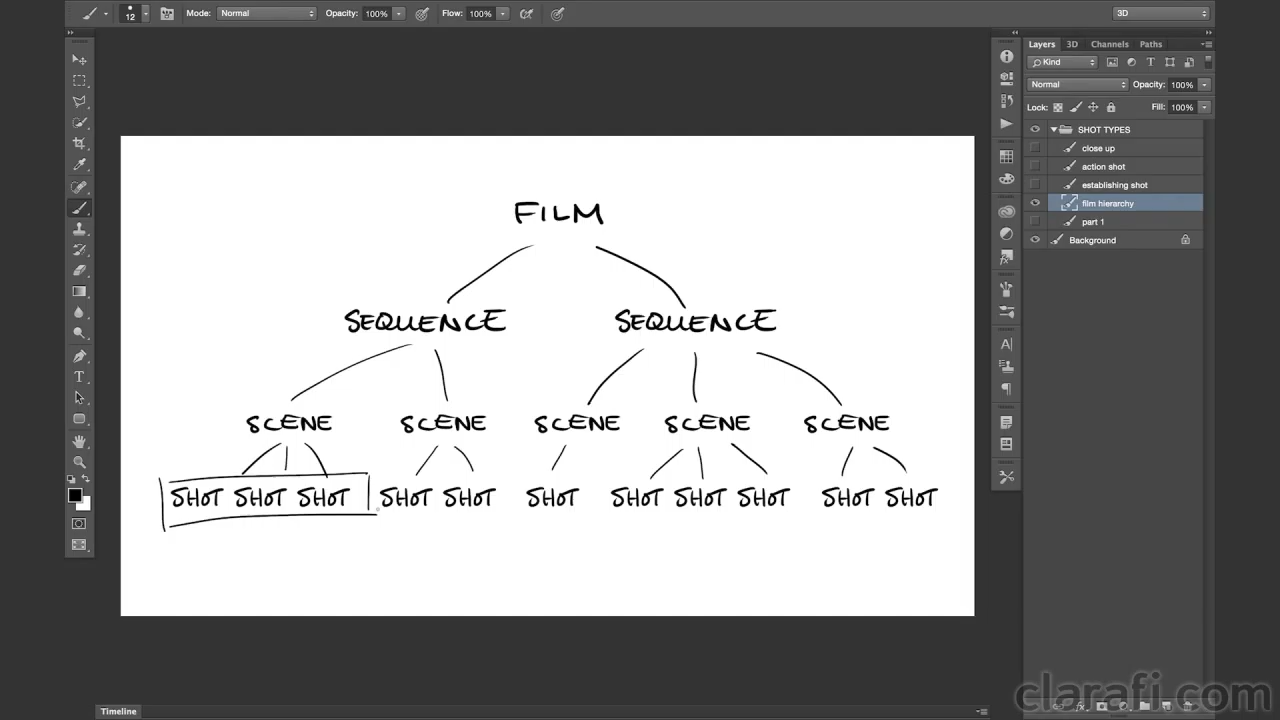 12 Mode: Normal Opacity: 100% Flow: 100% 3D
Layers 3D Channels Paths
Kind
Normal Opacity: 100%
Lock: Fill: 100%
SHOT TYPES
close up
action shot
establishing shot
film hierarchy
part 1
Background
FILM
SEQUENCE SEQUENCE
SCENE SCENE SCENE SCENE SCENE
SHOT SHOT SHOT SHOT SHOT SHOT SHOT SHOT SHOT SHOT SHOT
clarafi.com
Timeline